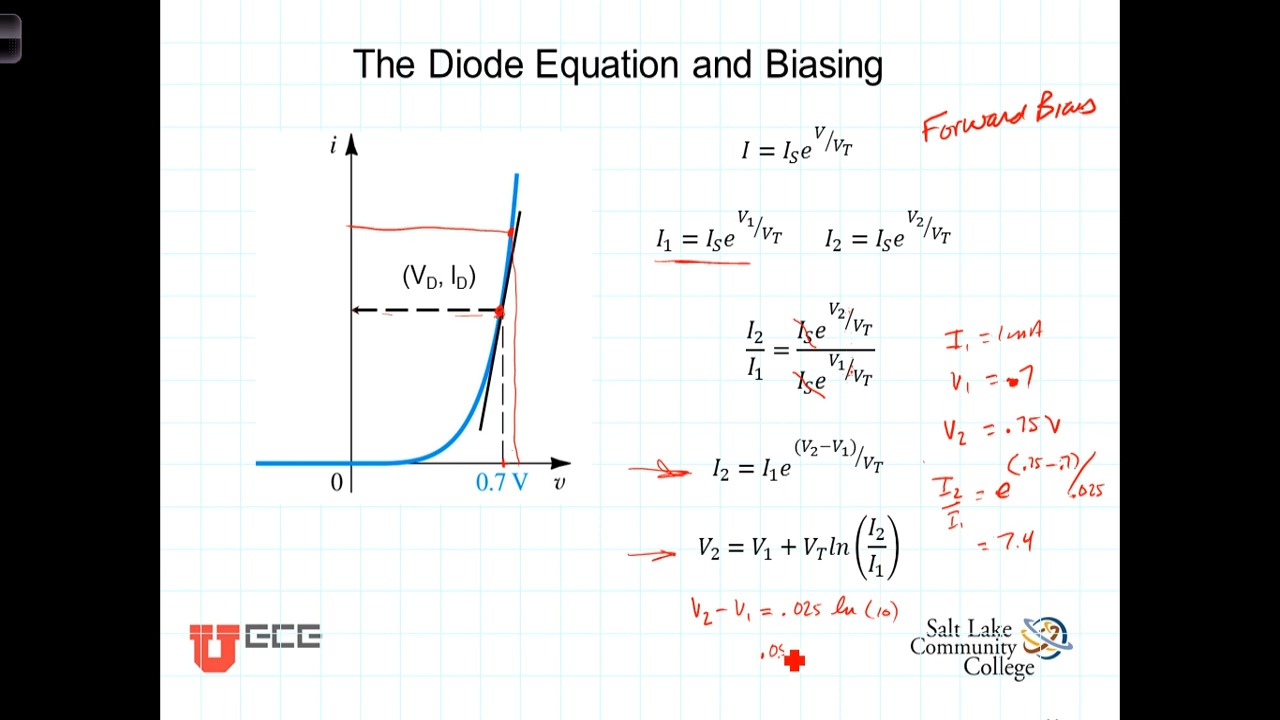 The Diode Equation and Biasing
Forward Bias
I = I_S e^{V/V_T}
I_1 = I_S e^{V_1/V_T}    I_2 = I_S e^{V_2/V_T}
I_2/I_1 = I_S e^{V_2/V_T} / I_S e^{V_1/V_T}
I_2 = I_1 e^{(V_2−V_1)/V_T}
V_2 = V_1 + V_T ln(I_2/I_1)
V_2 - V_1 = .025 ln (10)
.05
I_1 = 1mA
V_1 = .7
V_2 = .75V
I_2/I_1 = e^{(.75-.7)/.025}
= 7.4
i
(V_D, I_D)
0
0.7 V
v
U ECE
Salt Lake
Community
College